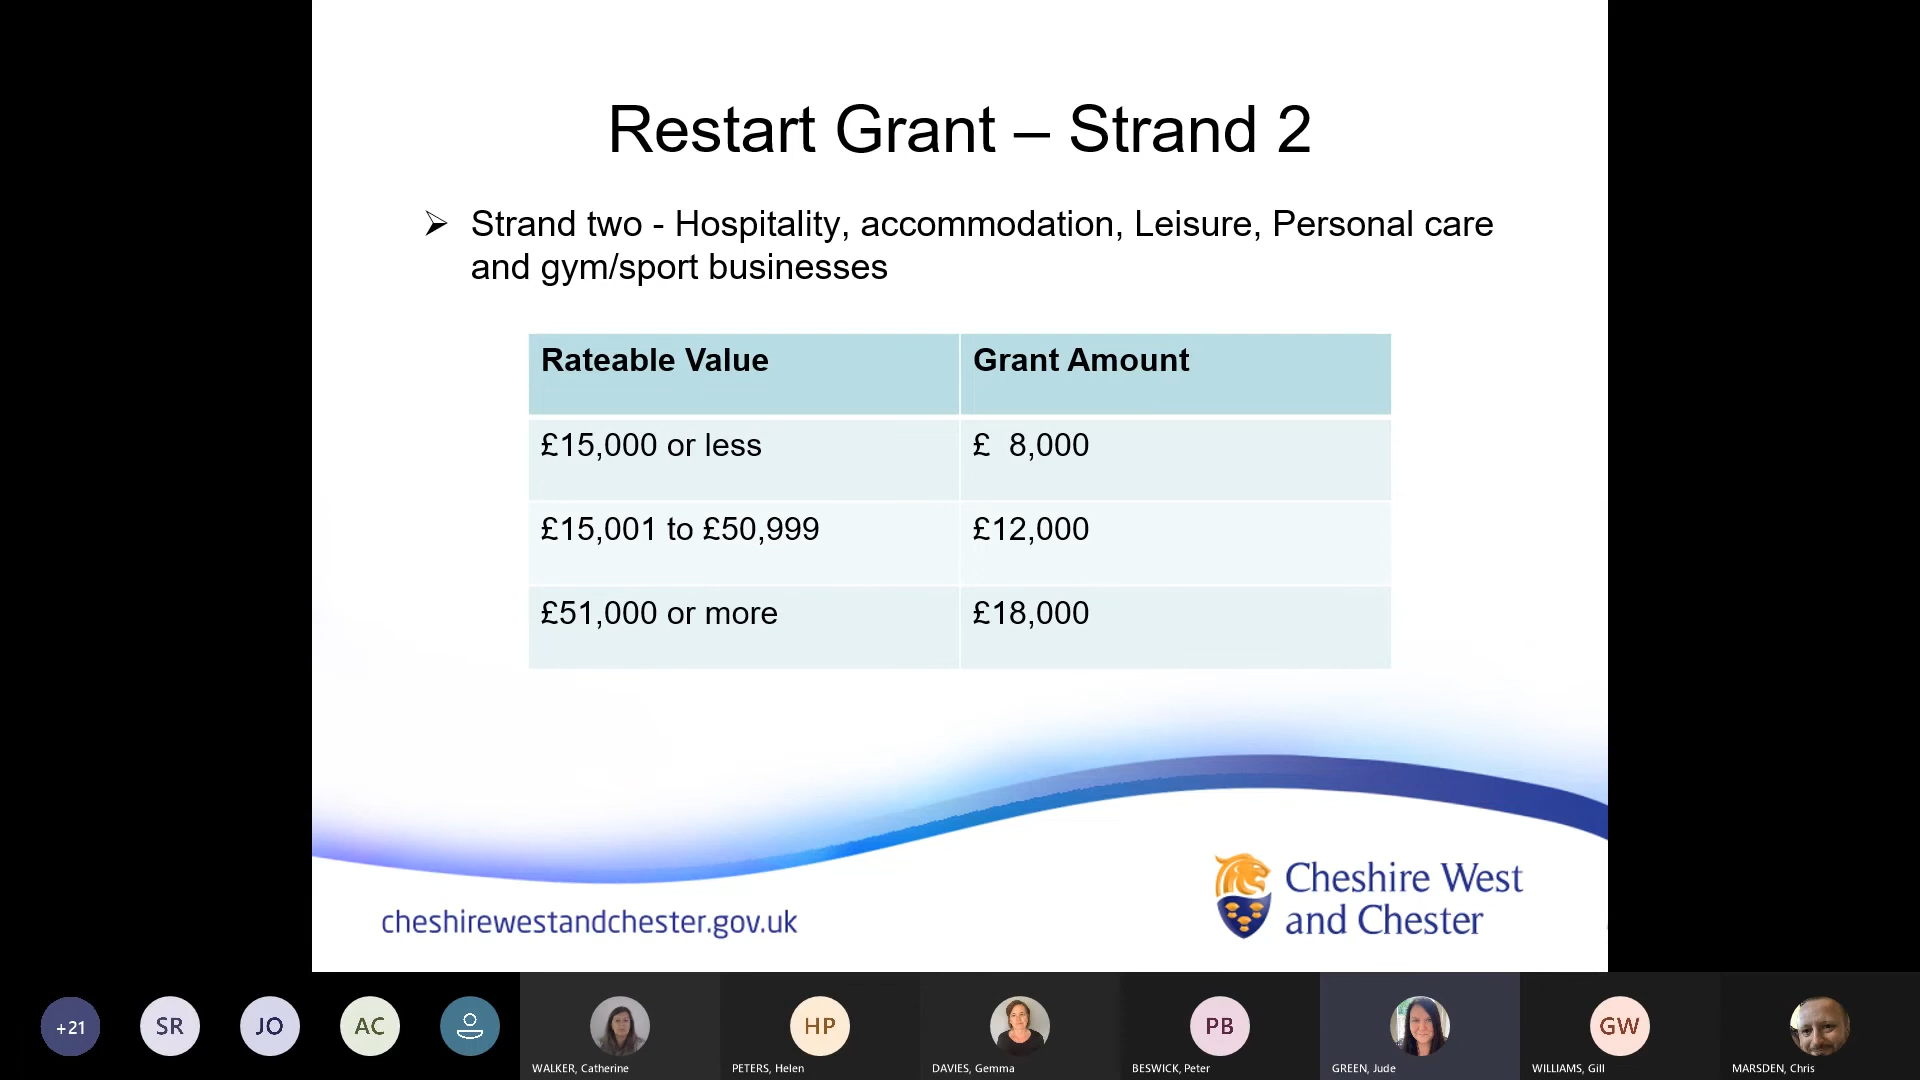 Restart Grant – Strand 2
Strand two - Hospitality, accommodation, Leisure, Personal care
and gym/sport businesses
Rateable Value Grant Amount
£15,000 or less £ 8,000
£15,001 to £50,999 £12,000
£51,000 or more £18,000
cheshirewestandchester.gov.uk
Cheshire West
and Chester
+21 SR JO AC HP PB GW
WALKER, Catherine PETERS, Helen DAVIES, Gemma BESWICK, Peter GREEN, Jude WILLIAMS, Gill MARSDEN, Chris